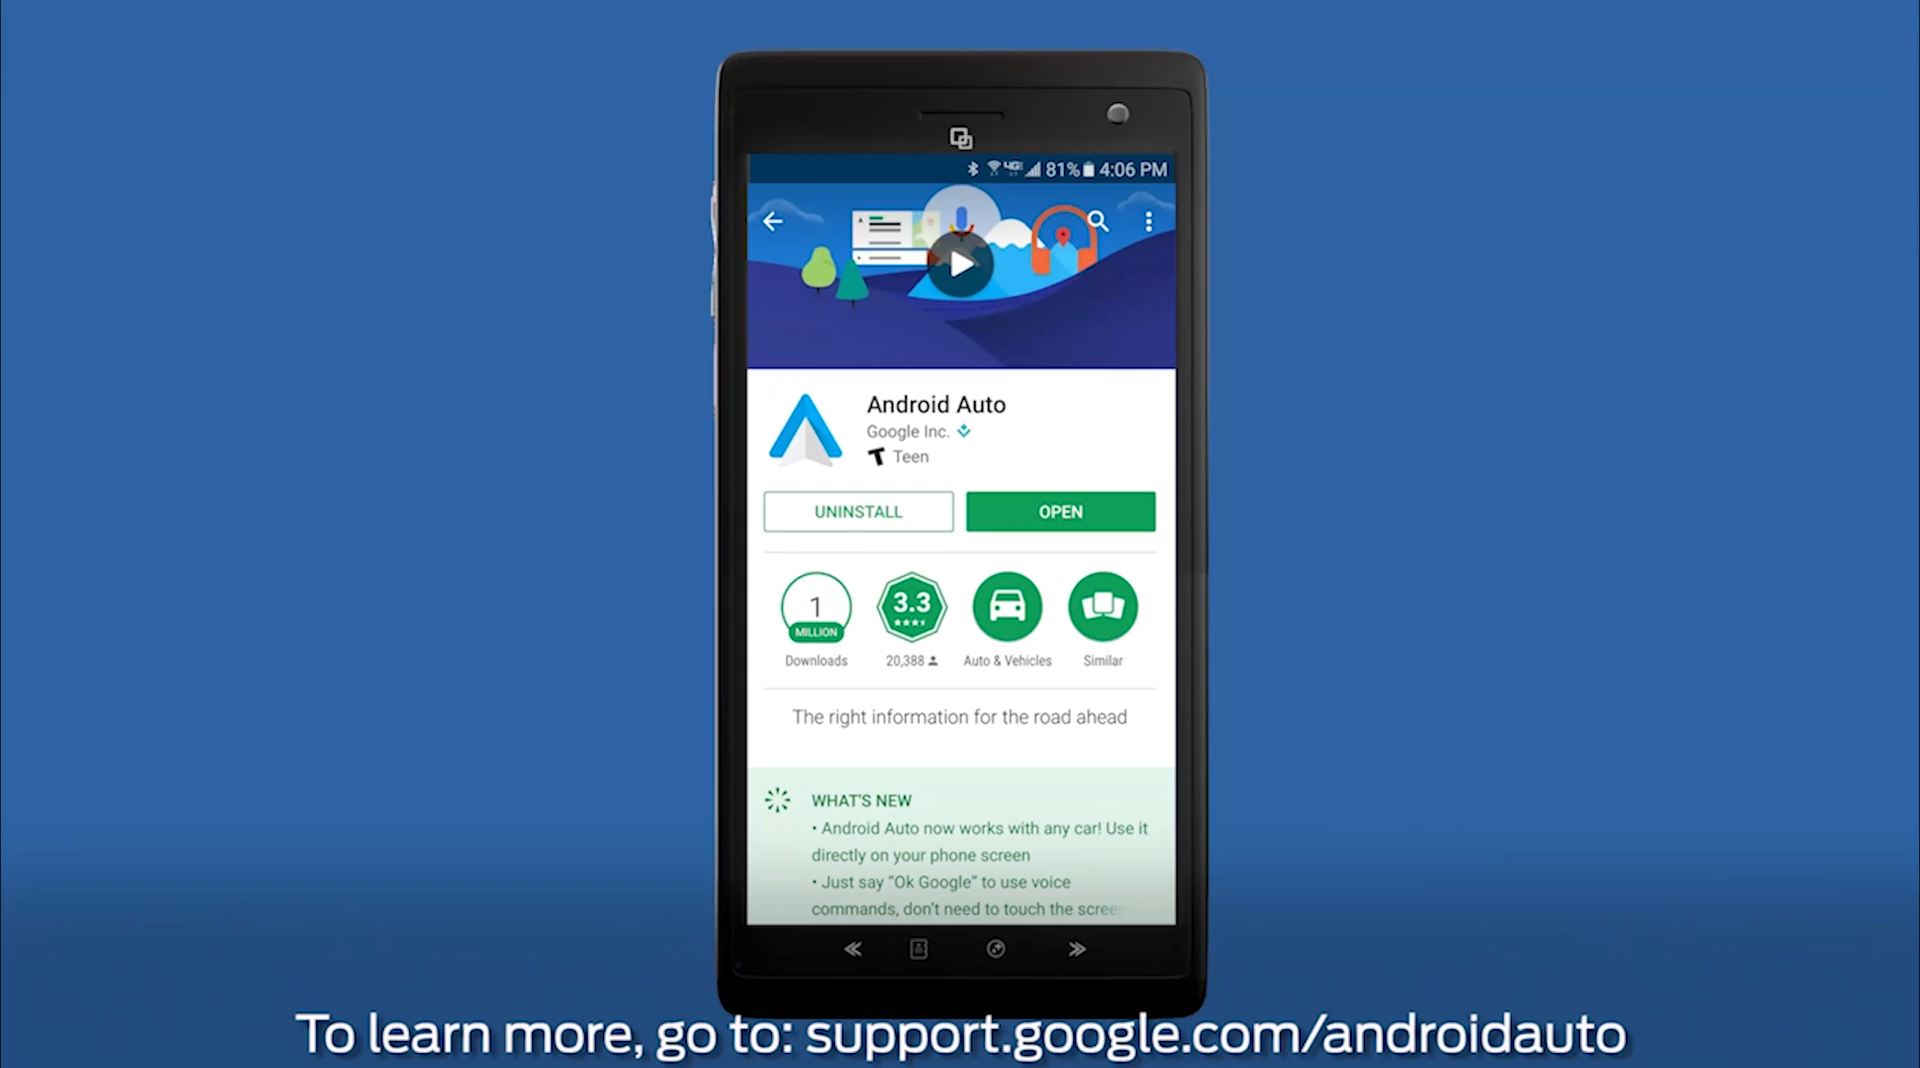 4G 81% 4:06 PM
Android Auto
Google Inc.
T Teen
UNINSTALL OPEN
1 MILLION 3.3
Downloads 20,388 Auto & Vehicles Similar
The right information for the road ahead
WHAT'S NEW
• Android Auto now works with any car! Use it
directly on your phone screen
• Just say “Ok Google” to use voice
commands, don't need to touch the screen
To learn more, go to: support.google.com/androidauto